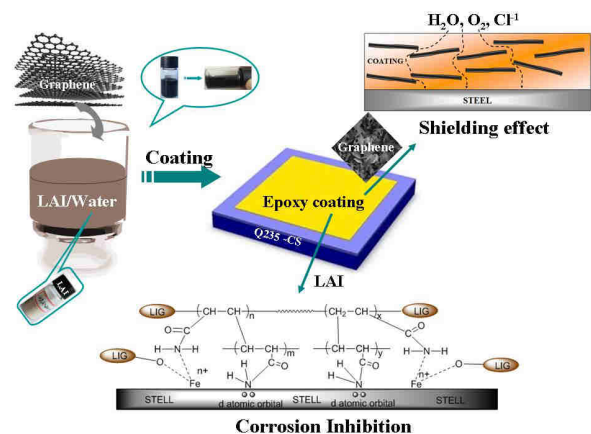 H2O, O2, Cl-1
COATING
STEEL
Shielding effect
Graphene
LAI/Water
LAI
Coating
Graphene
Epoxy coating
Q235 -CS
LAI
LIG
CH
CH
n
CH2
CH
x
LIG
C
O
NH2
C
O
NH2
CH
CH
m
CH
CH
y
LIG
O
n+
Fe
H
N
H
C
O
H
N
H
C
O
n+
Fe
O
LIG
STELL
d atomic orbital
STELL
d atomic orbital
STELL
Corrosion Inhibition